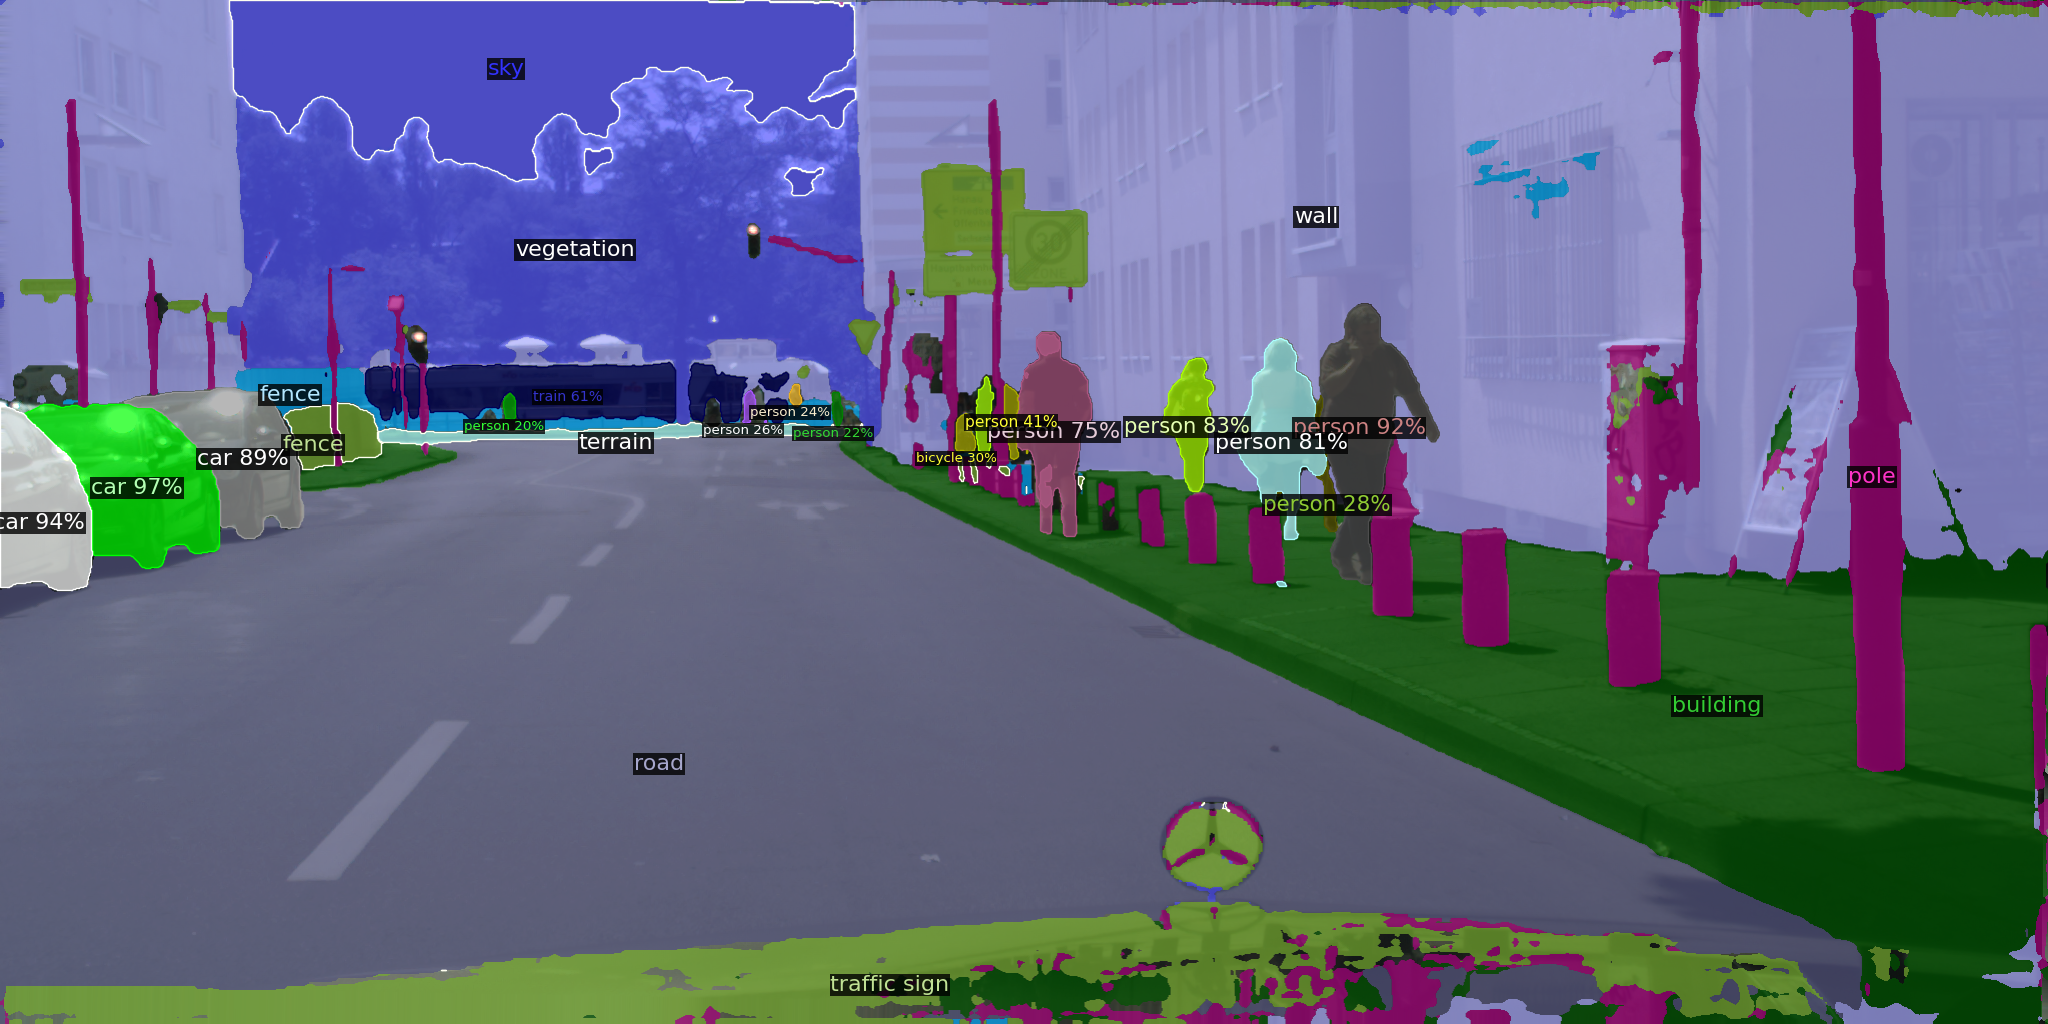 sky
wall
vegetation
fence
train 61%
person 24%
person 20%
person 26%
person 22%
terrain
fence
car 89%
car 97%
car 94%
person 41%
person 75%
bicycle 30%
person 83%
person 81%
person 92%
person 28%
pole
building
road
traffic sign
30